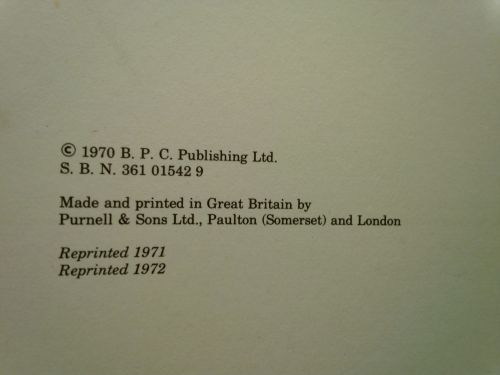 © 1970 B. P. C. Publishing Ltd.
S. B. N. 361 01542 9
Made and printed in Great Britain by
Purnell & Sons Ltd., Paulton (Somerset) and London
Reprinted 1971
Reprinted 1972